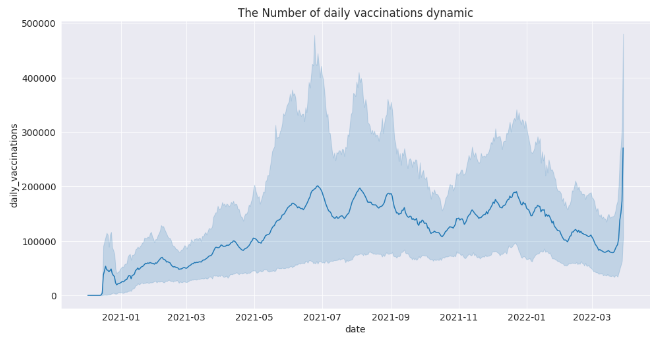 The Number of daily vaccinations dynamic
500000
400000
300000
200000
100000
0
daily_vaccinations
2021-01 2021-03 2021-05 2021-07 2021-09 2021-11 2022-01 2022-03
date